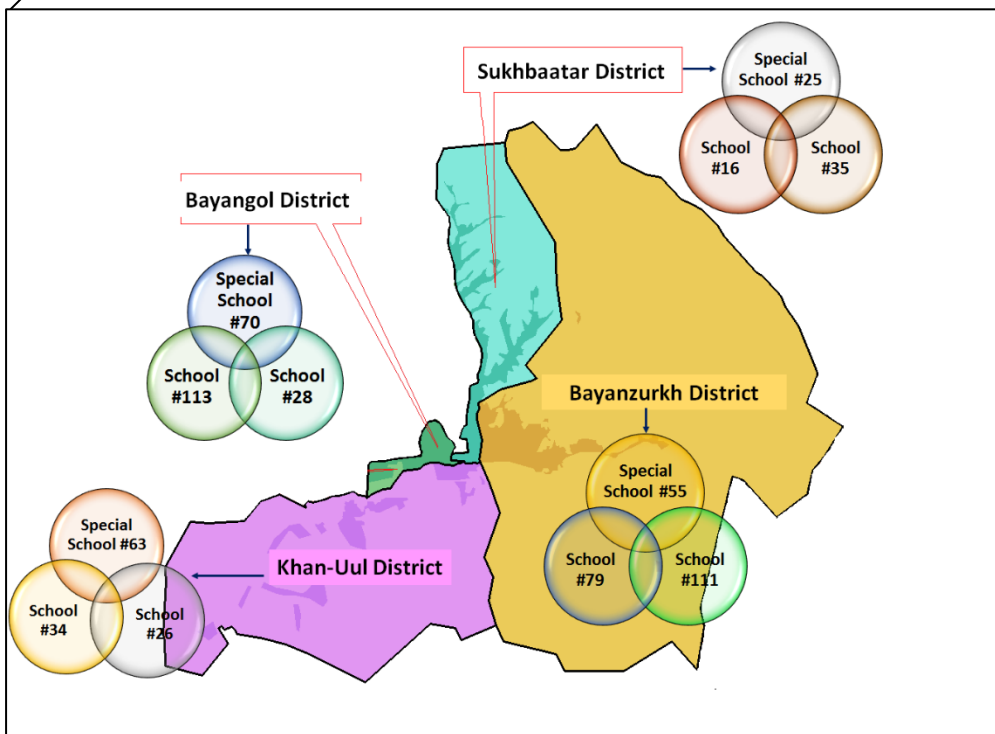 Sukhbaatar District
Special
School #25
School
#16
School
#35
Bayangol District
Special
School
#70
School
#113
School
#28
Bayanzurkh District
Special
School #55
School
#79
School
#111
Khan-Uul District
Special
School #63
School
#34
School
#26